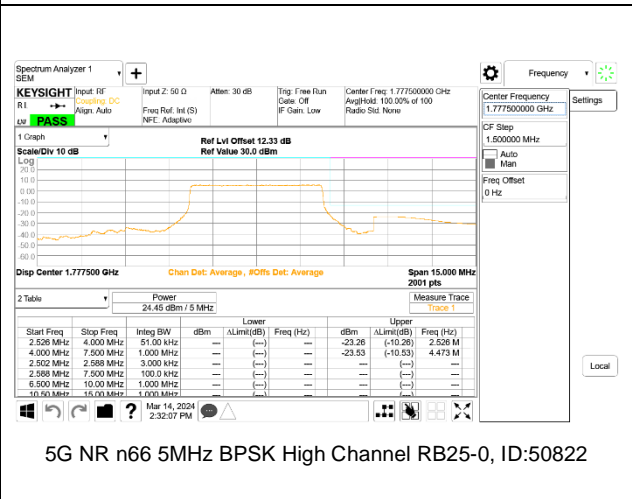 Spectrum Analyzer 1
SEM
+
Frequency
KEYSIGHT
Input: RF
Coupling: DC
Align: Auto
Input Z: 50 Ω
Freq Ref: Int (S)
NFE: Adaptive
Atten: 30 dB
Trig: Free Run
Gate: Off
IF Gain: Low
Center Freq: 1.777500000 GHz
Avg|Hold: 100.00% of 100
Radio Std: None
PASS
Center Frequency
1.777500000 GHz
Settings
CF Step
1.500000 MHz
Auto
Man
Freq Offset
0 Hz
Local
1 Graph
Scale/Div 10 dB
Ref Lvl Offset 12.33 dB
Ref Value 30.0 dBm
Log
20.0
10.0
0.00
-10.0
-20.0
-30.0
-40.0
-50.0
-60.0
Disp Center 1.777500 GHz
Chan Det: Average, #Offs Det: Average
Span 15.000 MHz
2001 pts
2 Table
Power
24.45 dBm / 5 MHz
Measure Trace
Trace 1
Lower Upper
Start Freq Stop Freq Integ BW dBm ΔLimit(dB) Freq (Hz) dBm ΔLimit(dB) Freq (Hz)
2.526 MHz 4.000 MHz 51.00 kHz --- (---) --- -23.26 (-10.26) 2.526 M
4.000 MHz 7.500 MHz 1.000 MHz --- (---) --- -23.53 (-10.53) 4.473 M
2.502 MHz 2.588 MHz 3.000 kHz --- (---) --- --- (---) ---
2.588 MHz 7.500 MHz 100.0 kHz --- (---) --- --- (---) ---
6.500 MHz 10.00 MHz 1.000 MHz --- (---) --- --- (---) ---
10.50 MHz 15.00 MHz 1.000 MHz --- (---) --- --- (---) ---
?
Mar 14, 2024
2:32:07 PM
5G NR n66 5MHz BPSK High Channel RB25-0, ID:50822